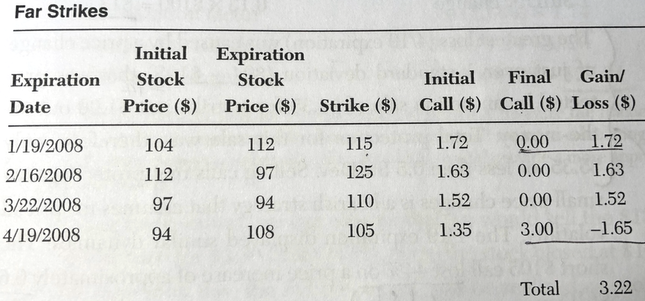 Far Strikes
Initial Expiration
Expiration Stock Stock Initial Final Gain/
Date Price ($) Price ($) Strike ($) Call ($) Call ($) Loss ($)
1/19/2008 104 112 115 1.72 0.00 1.72
2/16/2008 112 97 125 1.63 0.00 1.63
3/22/2008 97 94 110 1.52 0.00 1.52
4/19/2008 94 108 105 1.35 3.00 –1.65
Total 3.22